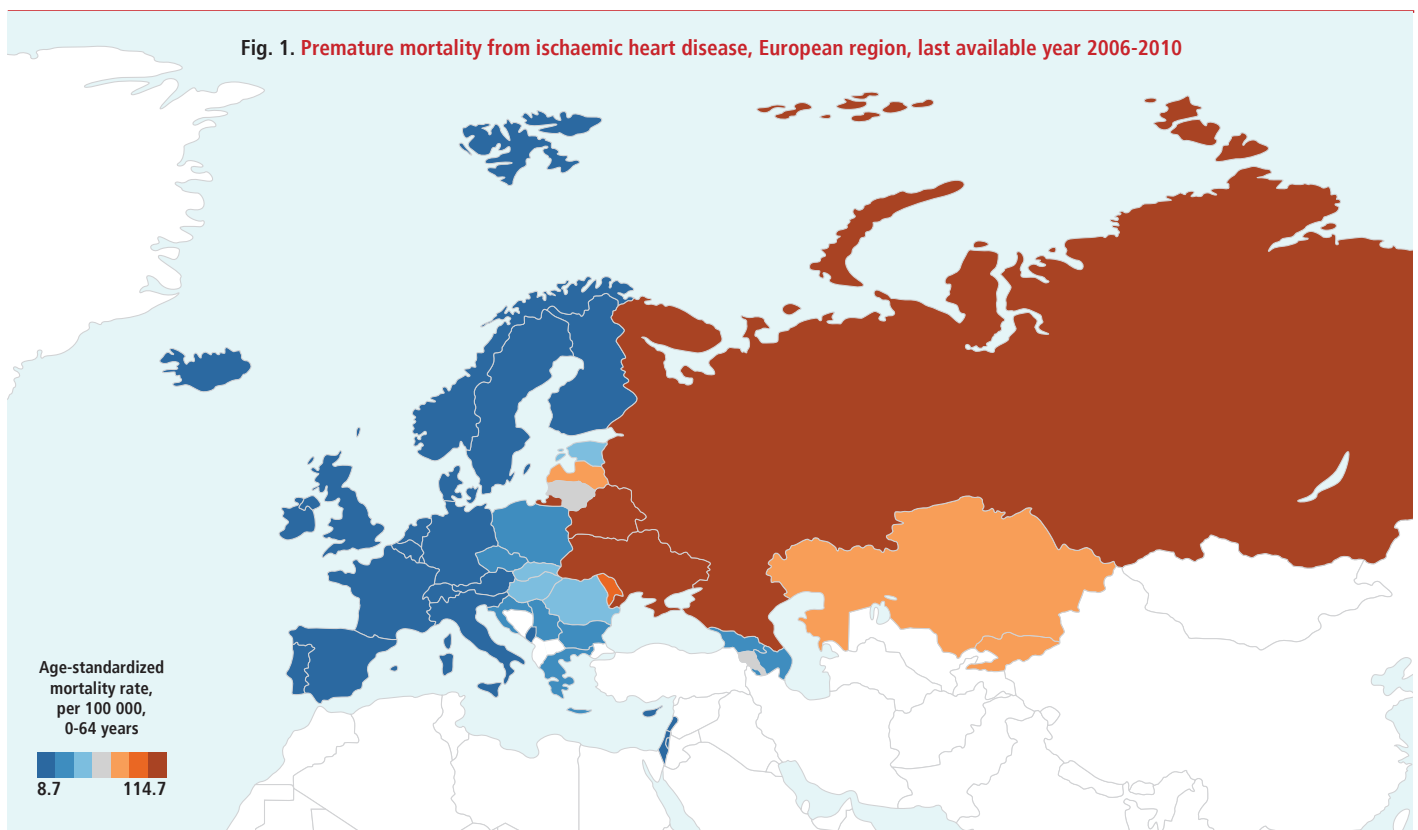 Fig. 1. Premature mortality from ischaemic heart disease, European region, last available year 2006-2010
Age-standardized
mortality rate,
per 100 000,
0-64 years
8.7 114.7